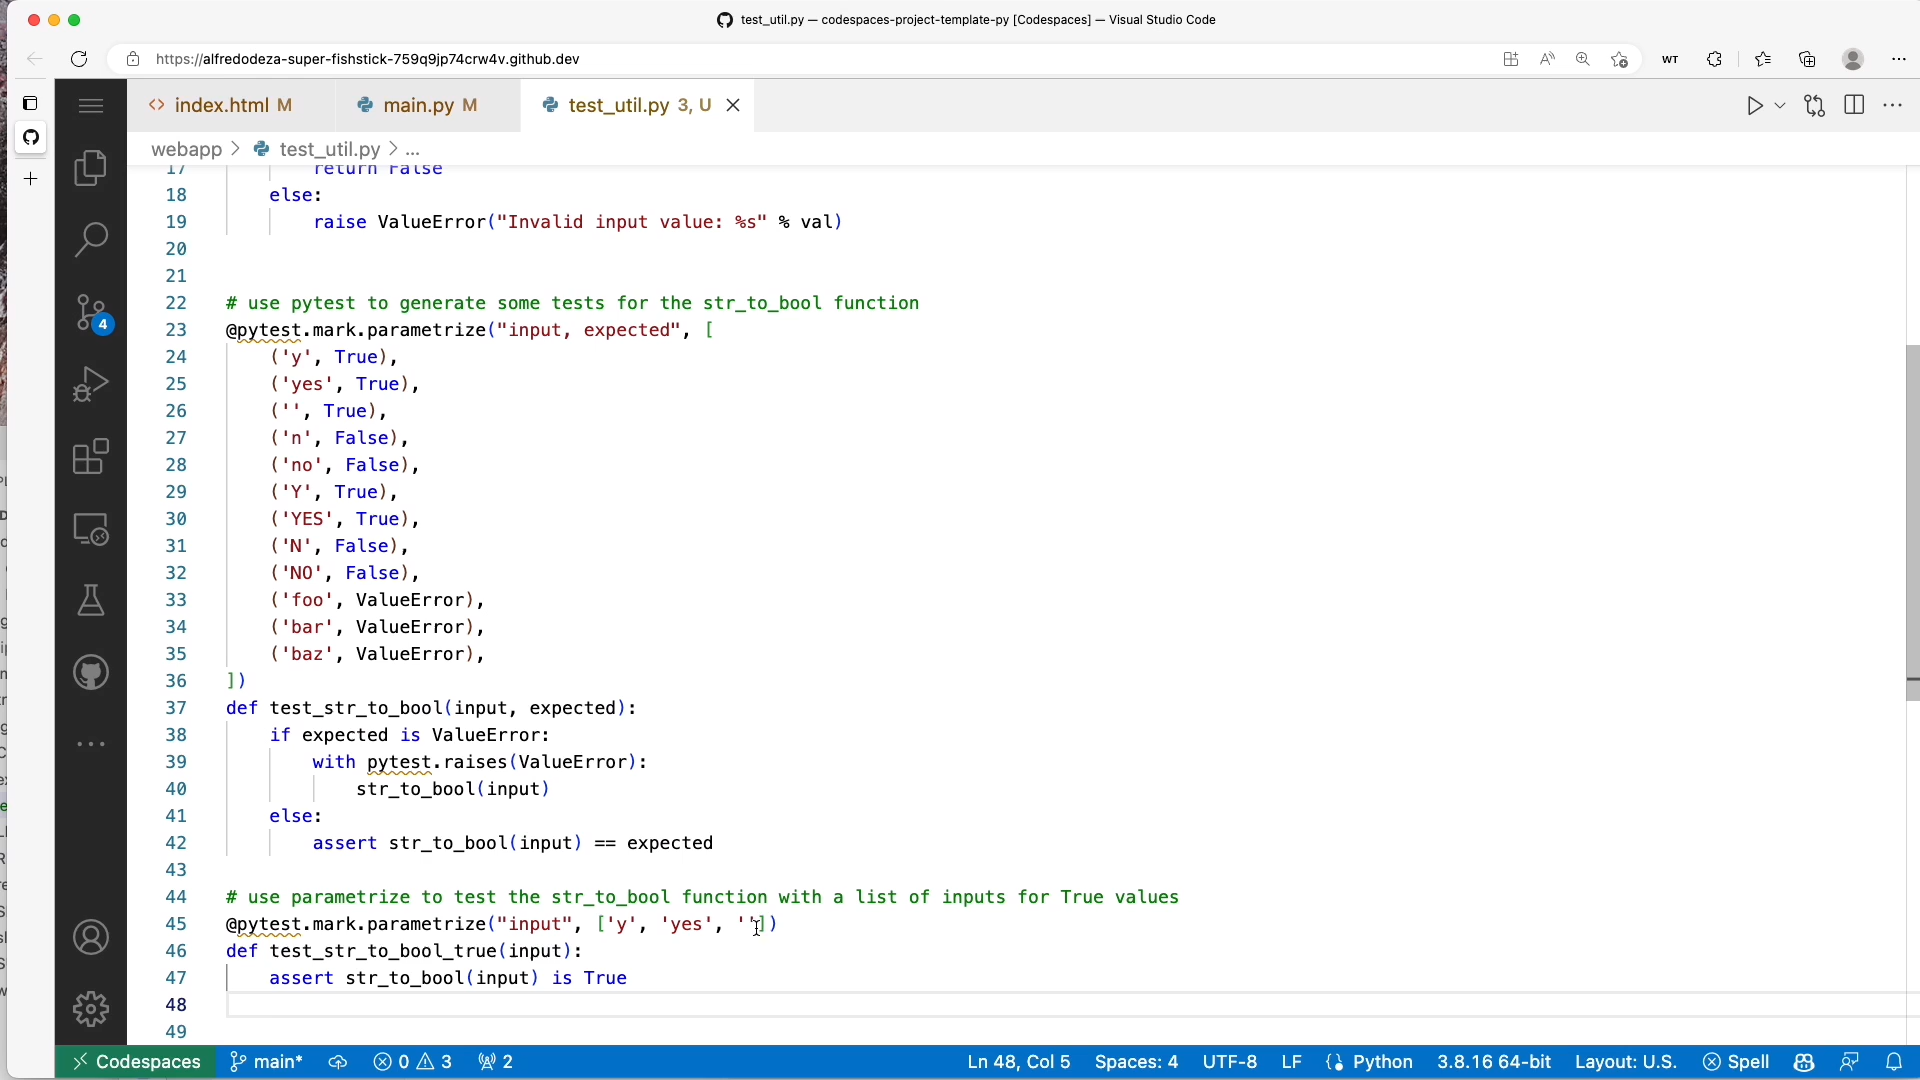 test_util.py — codespaces-project-template-py [Codespaces] — Visual Studio Code
https://alfredodeza-super-fishstick-759q9jp74crw4v.github.dev
WT
index.html M
main.py M
test_util.py 3, U
webapp > test_util.py > ...
17 return False
18 else:
19 raise ValueError("Invalid input value: %s" % val)
20
21
22 # use pytest to generate some tests for the str_to_bool function
23 @pytest.mark.parametrize("input, expected", [
24 ('y', True),
25 ('yes', True),
26 ('', True),
27 ('n', False),
28 ('no', False),
29 ('Y', True),
30 ('YES', True),
31 ('N', False),
32 ('NO', False),
33 ('foo', ValueError),
34 ('bar', ValueError),
35 ('baz', ValueError),
36 ])
37 def test_str_to_bool(input, expected):
38 if expected is ValueError:
39 with pytest.raises(ValueError):
40 str_to_bool(input)
41 else:
42 assert str_to_bool(input) == expected
43
44 # use parametrize to test the str_to_bool function with a list of inputs for True values
45 @pytest.mark.parametrize("input", ['y', 'yes', ''])
46 def test_str_to_bool_true(input):
47 assert str_to_bool(input) is True
48
49
4
Codespaces main* 0 3 2 Ln 48, Col 5 Spaces: 4 UTF-8 LF Python 3.8.16 64-bit Layout: U.S. Spell